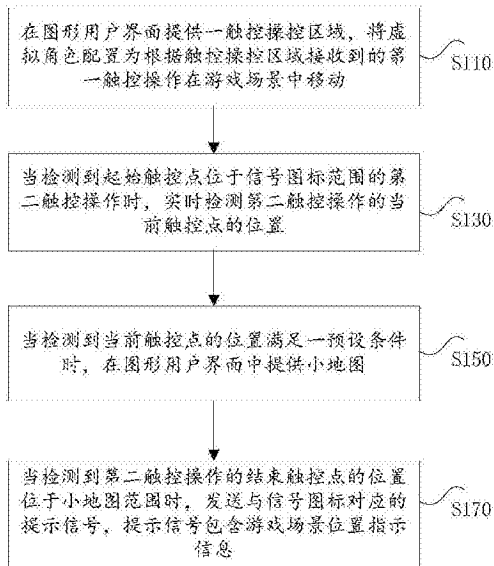 在图形用户界面提供一触控操控区域，将虚
拟角色配置为根据触控操控区域接收到的第
一触控操作在游戏场景中移动
S110
当检测到起始触控点位于信号图标范围的第
二触控操作时，实时检测第二触控操作的当
前触控点的位置
S130
当检测到当前触控点的位置满足一预设条件
时，在图形用户界面中提供小地图
S150
当检测到第二触控操作的结束触控点的位置
位于小地图范围时，发送与信号图标对应的
提示信号，提示信号包含游戏场景位置指示
信息
S170